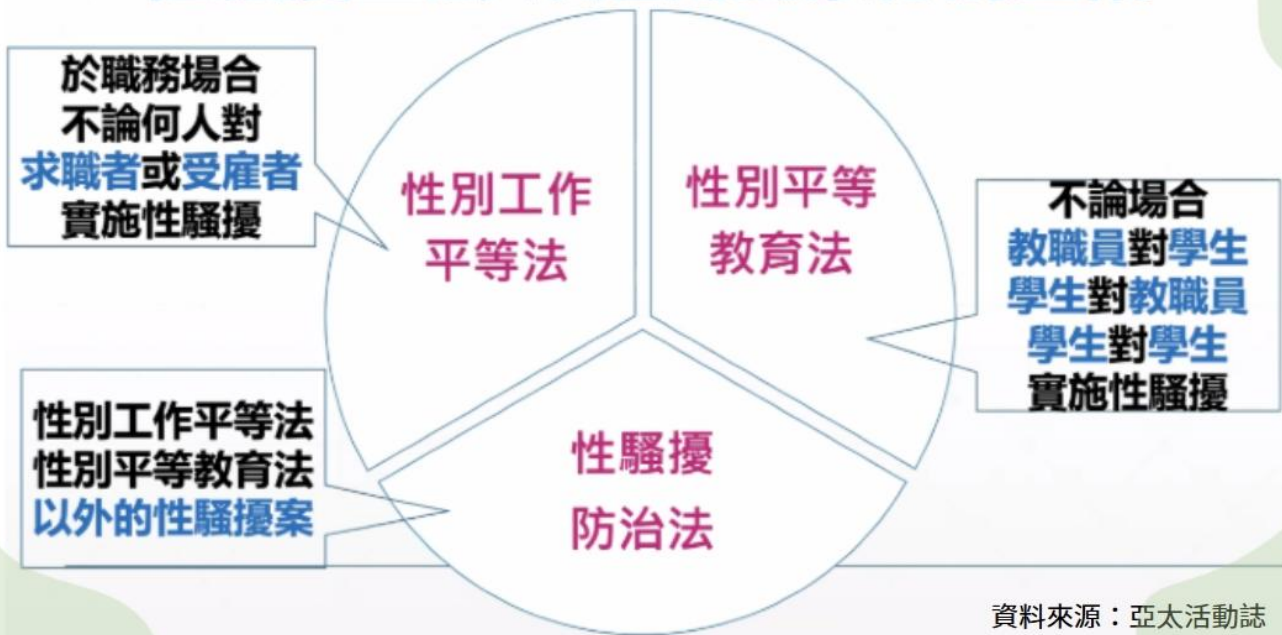 於職務場合
不論何人對
求職者或受雇者
實施性騷擾
性別工作
平等法
性別平等
教育法
不論場合
教職員對學生
學生對教職員
學生對學生
實施性騷擾
性別工作平等法
性別平等教育法
以外的性騷擾案
性騷擾
防治法
資料來源：亞太活動誌